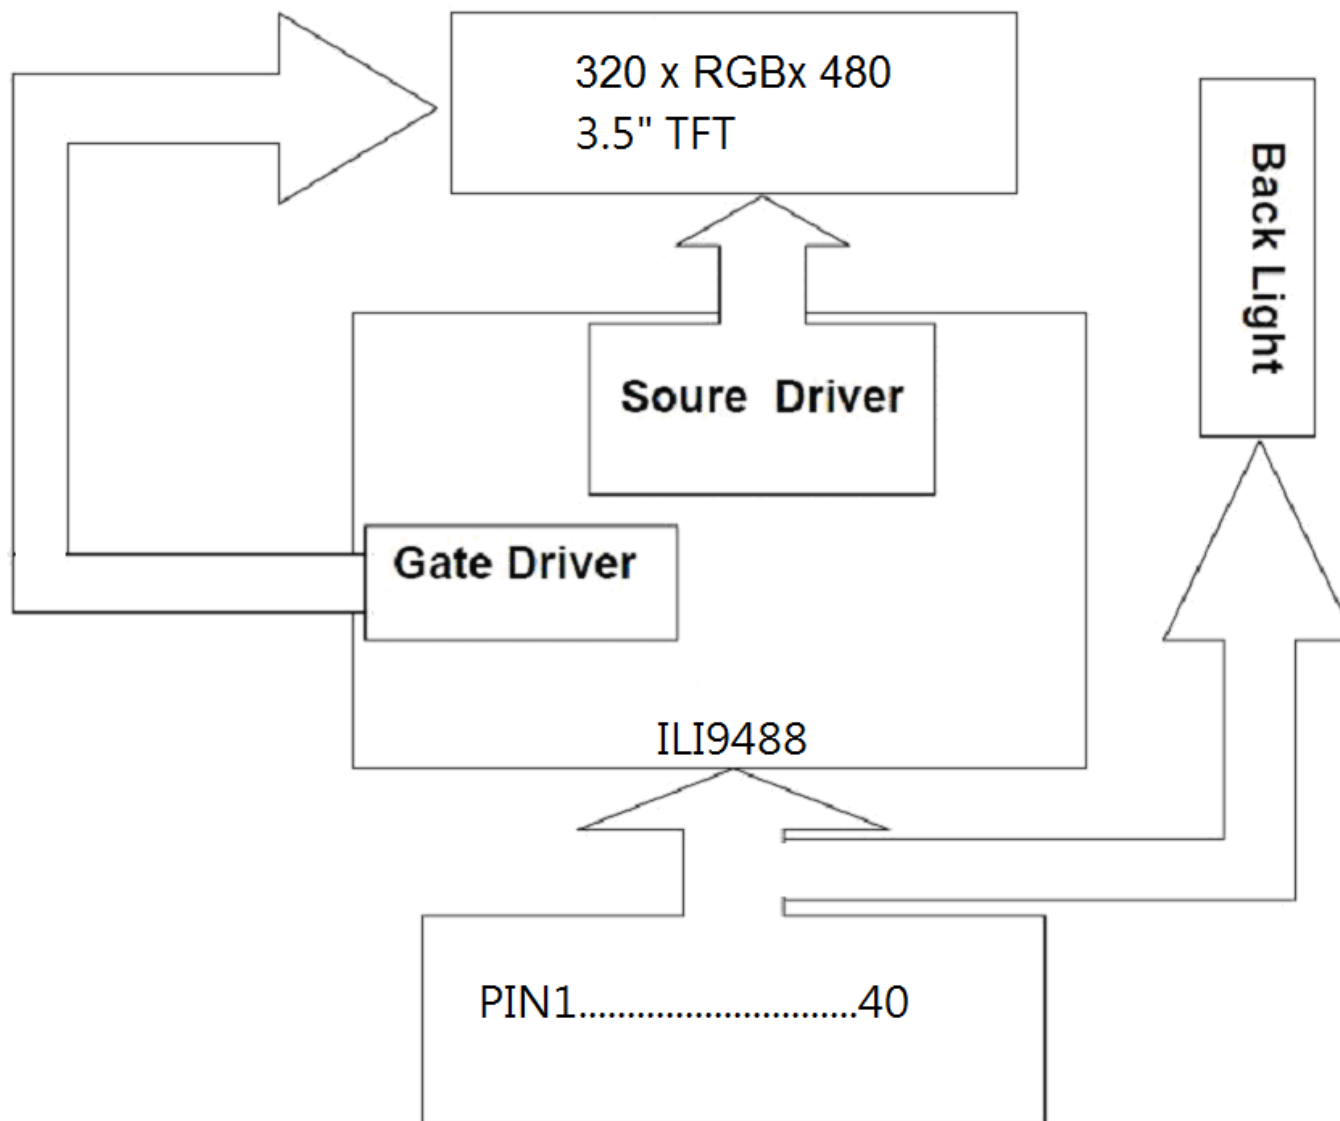 320 x RGBx 480
3.5" TFT
Back Light
Soure Driver
Gate Driver
ILI9488
PIN1.............................40